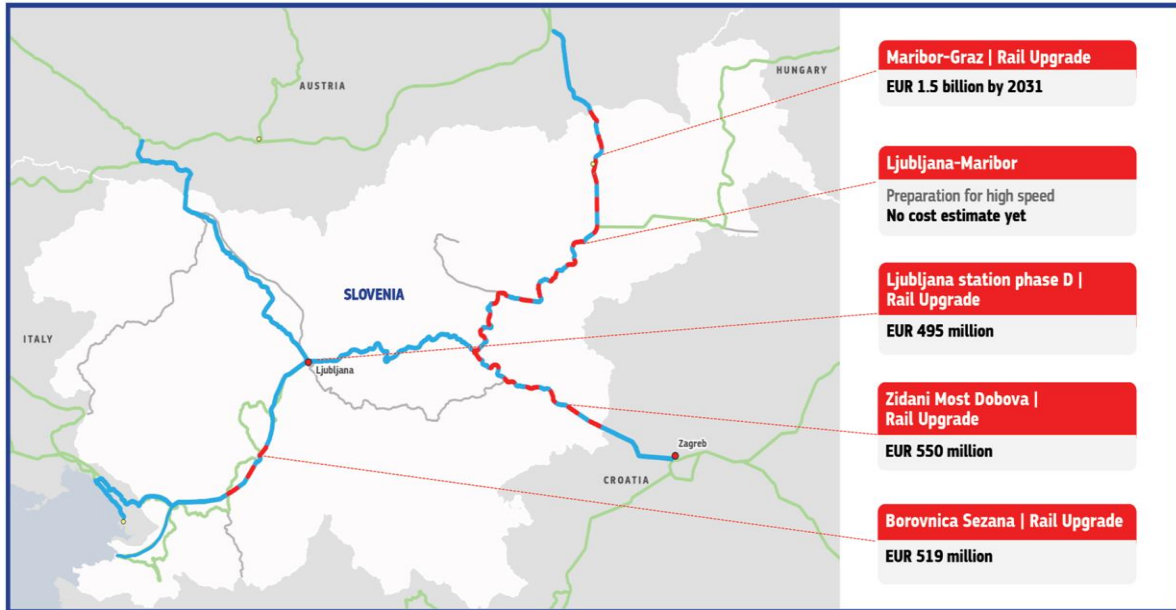 AUSTRIA
HUNGARY
SLOVENIA
ITALY
Ljubljana
Zagreb
CROATIA
Maribor-Graz | Rail Upgrade
EUR 1.5 billion by 2031
Ljubljana-Maribor
Preparation for high speed
No cost estimate yet
Ljubljana station phase D |
Rail Upgrade
EUR 495 million
Zidani Most Dobova |
Rail Upgrade
EUR 550 million
Borovnica Sezana | Rail Upgrade
EUR 519 million